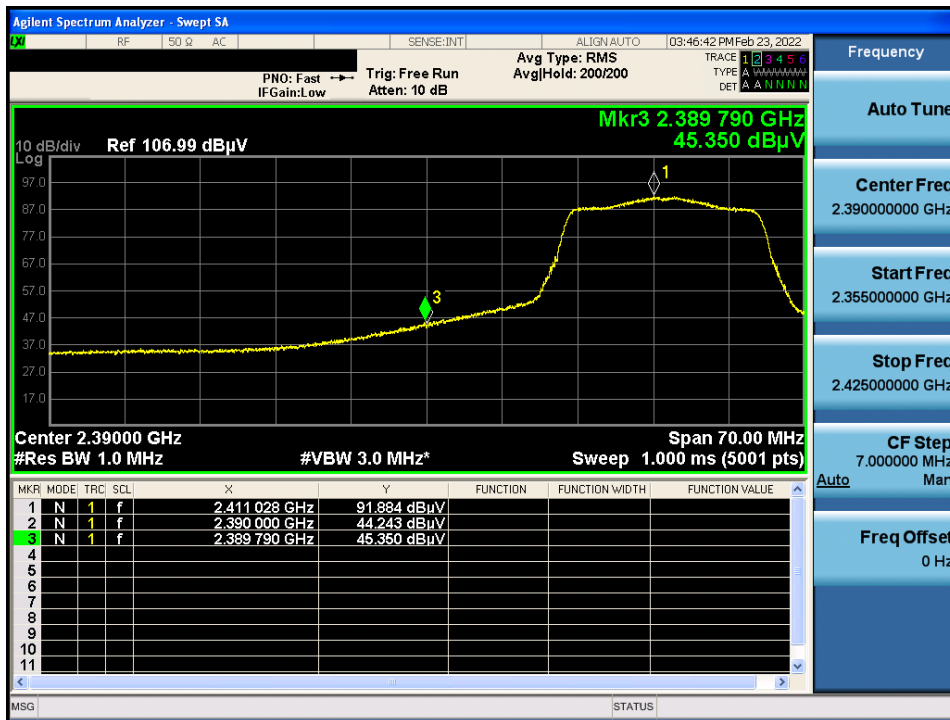 Agilent Spectrum Analyzer - Swept SA
LXI RF 50 Ω AC SENSE:INT ALIGN AUTO 03:46:42 PM Feb 23, 2022
Frequency
PNO: Fast Trig: Free Run Avg Type: RMS TRACE 1 2 3 4 5 6
IFGain:Low Atten: 10 dB Avg|Hold: 200/200 TYPE A WWWWW
DET A A N N N N
Auto Tune
Mkr3 2.389 790 GHz
45.350 dBµV
10 dB/div Ref 106.99 dBµV
Log
97.0
87.0
77.0
67.0
57.0
47.0
37.0
27.0
17.0
1
3
Center Freq
2.390000000 GHz
Start Freq
2.355000000 GHz
Stop Freq
2.425000000 GHz
Center 2.39000 GHz Span 70.00 MHz
#Res BW 1.0 MHz #VBW 3.0 MHz* Sweep 1.000 ms (5001 pts)
CF Step
7.000000 MHz
Auto Man
MKR MODE TRC SCL X Y FUNCTION FUNCTION WIDTH FUNCTION VALUE
1 N 1 f 2.411 028 GHz 91.884 dBµV
2 N 1 f 2.390 000 GHz 44.243 dBµV
3 N 1 f 2.389 790 GHz 45.350 dBµV
4
5
6
7
8
9
10
11
Freq Offset
0 Hz
MSG STATUS